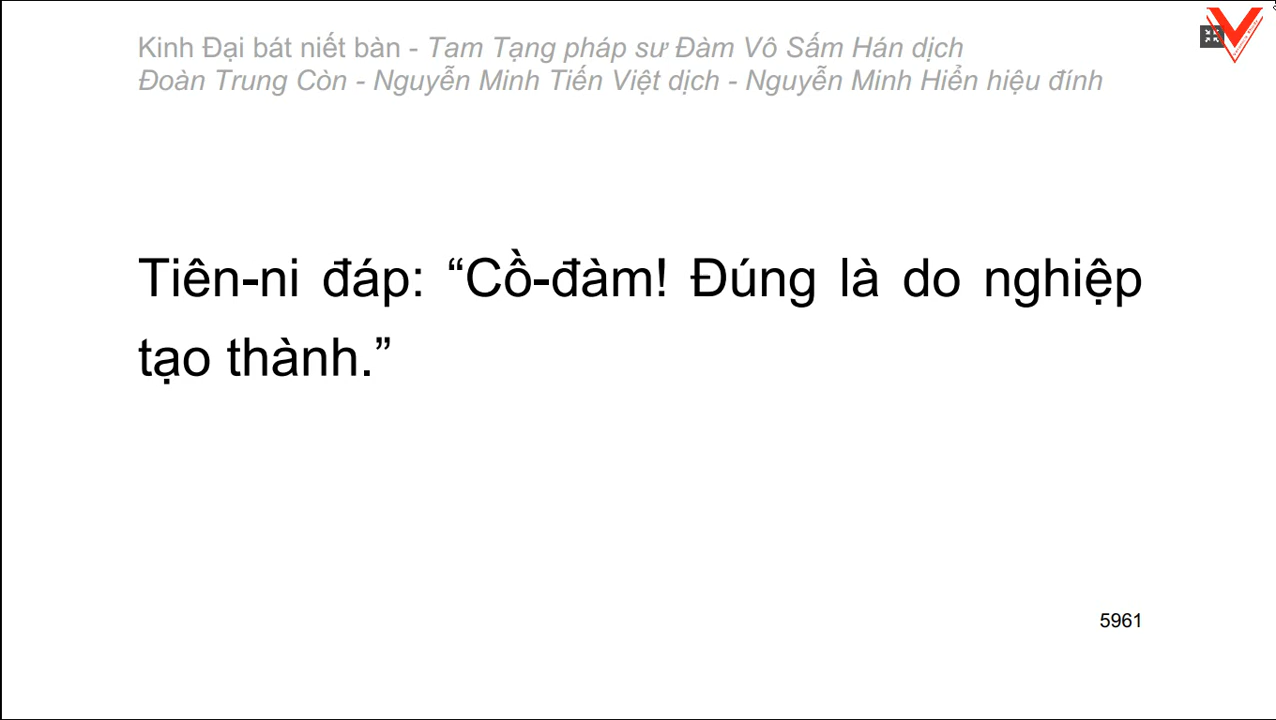 Kinh Đại bát niết bàn - Tam Tạng pháp sư Đàm Vô Sấm Hán dịch
Đoàn Trung Còn - Nguyễn Minh Tiến Việt dịch - Nguyễn Minh Hiển hiệu đính
Tiên-ni đáp: “Cồ-đàm! Đúng là do nghiệp
tạo thành.”
5961